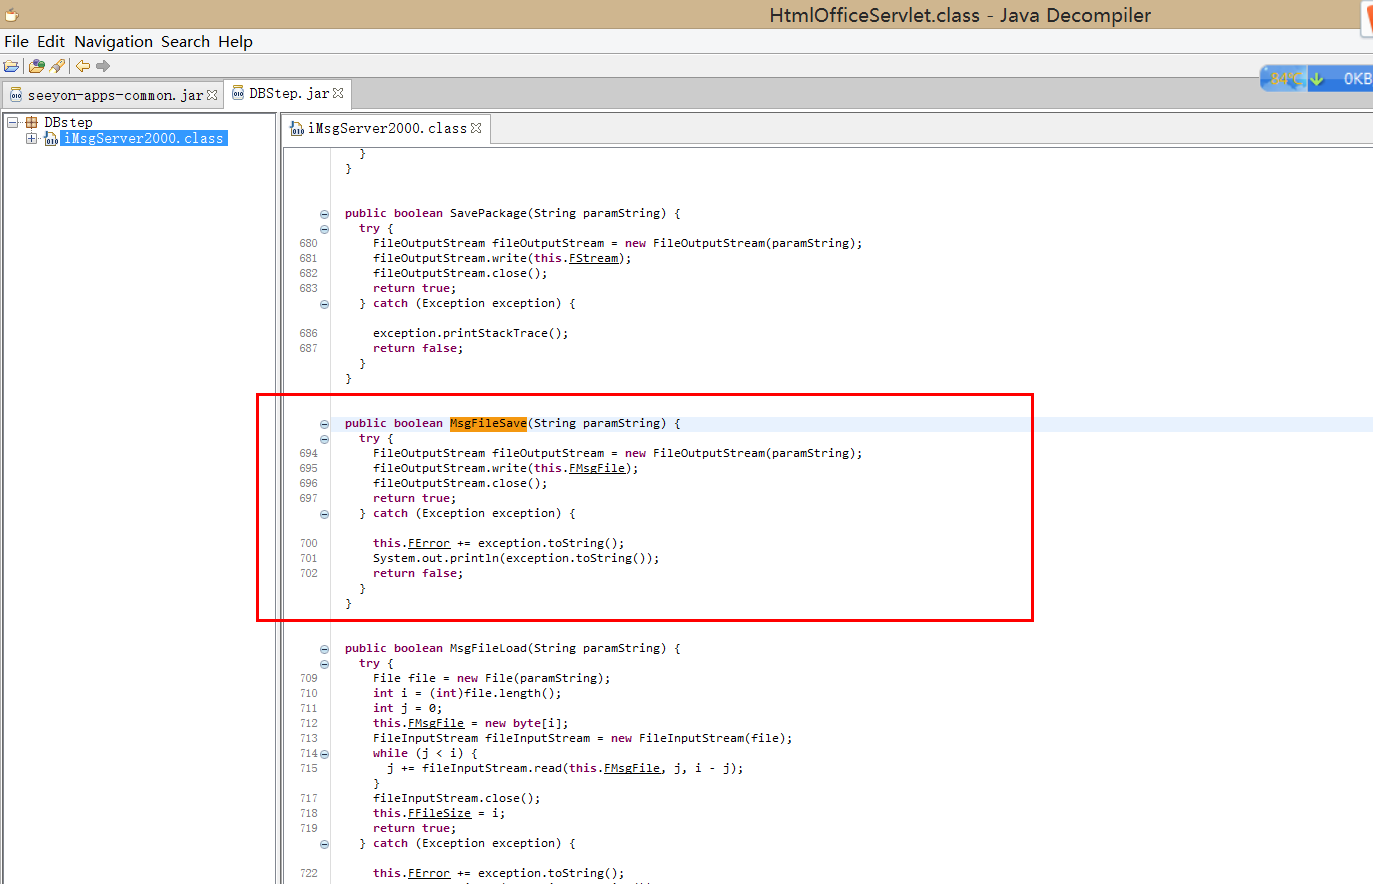 HtmlOfficeServlet.class - Java Decompiler
File Edit Navigation Search Help
84℃ 0KB
seeyon-apps-common.jar DBStep.jar
DBstep
iMsgServer2000.class
iMsgServer2000.class
}
}
public boolean SavePackage(String paramString) {
try {
680 FileOutputStream fileOutputStream = new FileOutputStream(paramString);
681 fileOutputStream.write(this.FStream);
682 fileOutputStream.close();
683 return true;
} catch (Exception exception) {
686 exception.printStackTrace();
687 return false;
}
}
public boolean MsgFileSave(String paramString) {
try {
694 FileOutputStream fileOutputStream = new FileOutputStream(paramString);
695 fileOutputStream.write(this.FMsgFile);
696 fileOutputStream.close();
697 return true;
} catch (Exception exception) {
700 this.FError += exception.toString();
701 System.out.println(exception.toString());
702 return false;
}
}
public boolean MsgFileLoad(String paramString) {
try {
709 File file = new File(paramString);
710 int i = (int)file.length();
711 int j = 0;
712 this.FMsgFile = new byte[i];
713 FileInputStream fileInputStream = new FileInputStream(file);
714 while (j < i) {
715 j += fileInputStream.read(this.FMsgFile, j, i - j);
}
717 fileInputStream.close();
718 this.FFileSize = i;
719 return true;
} catch (Exception exception) {
722 this.FError += exception.toString();